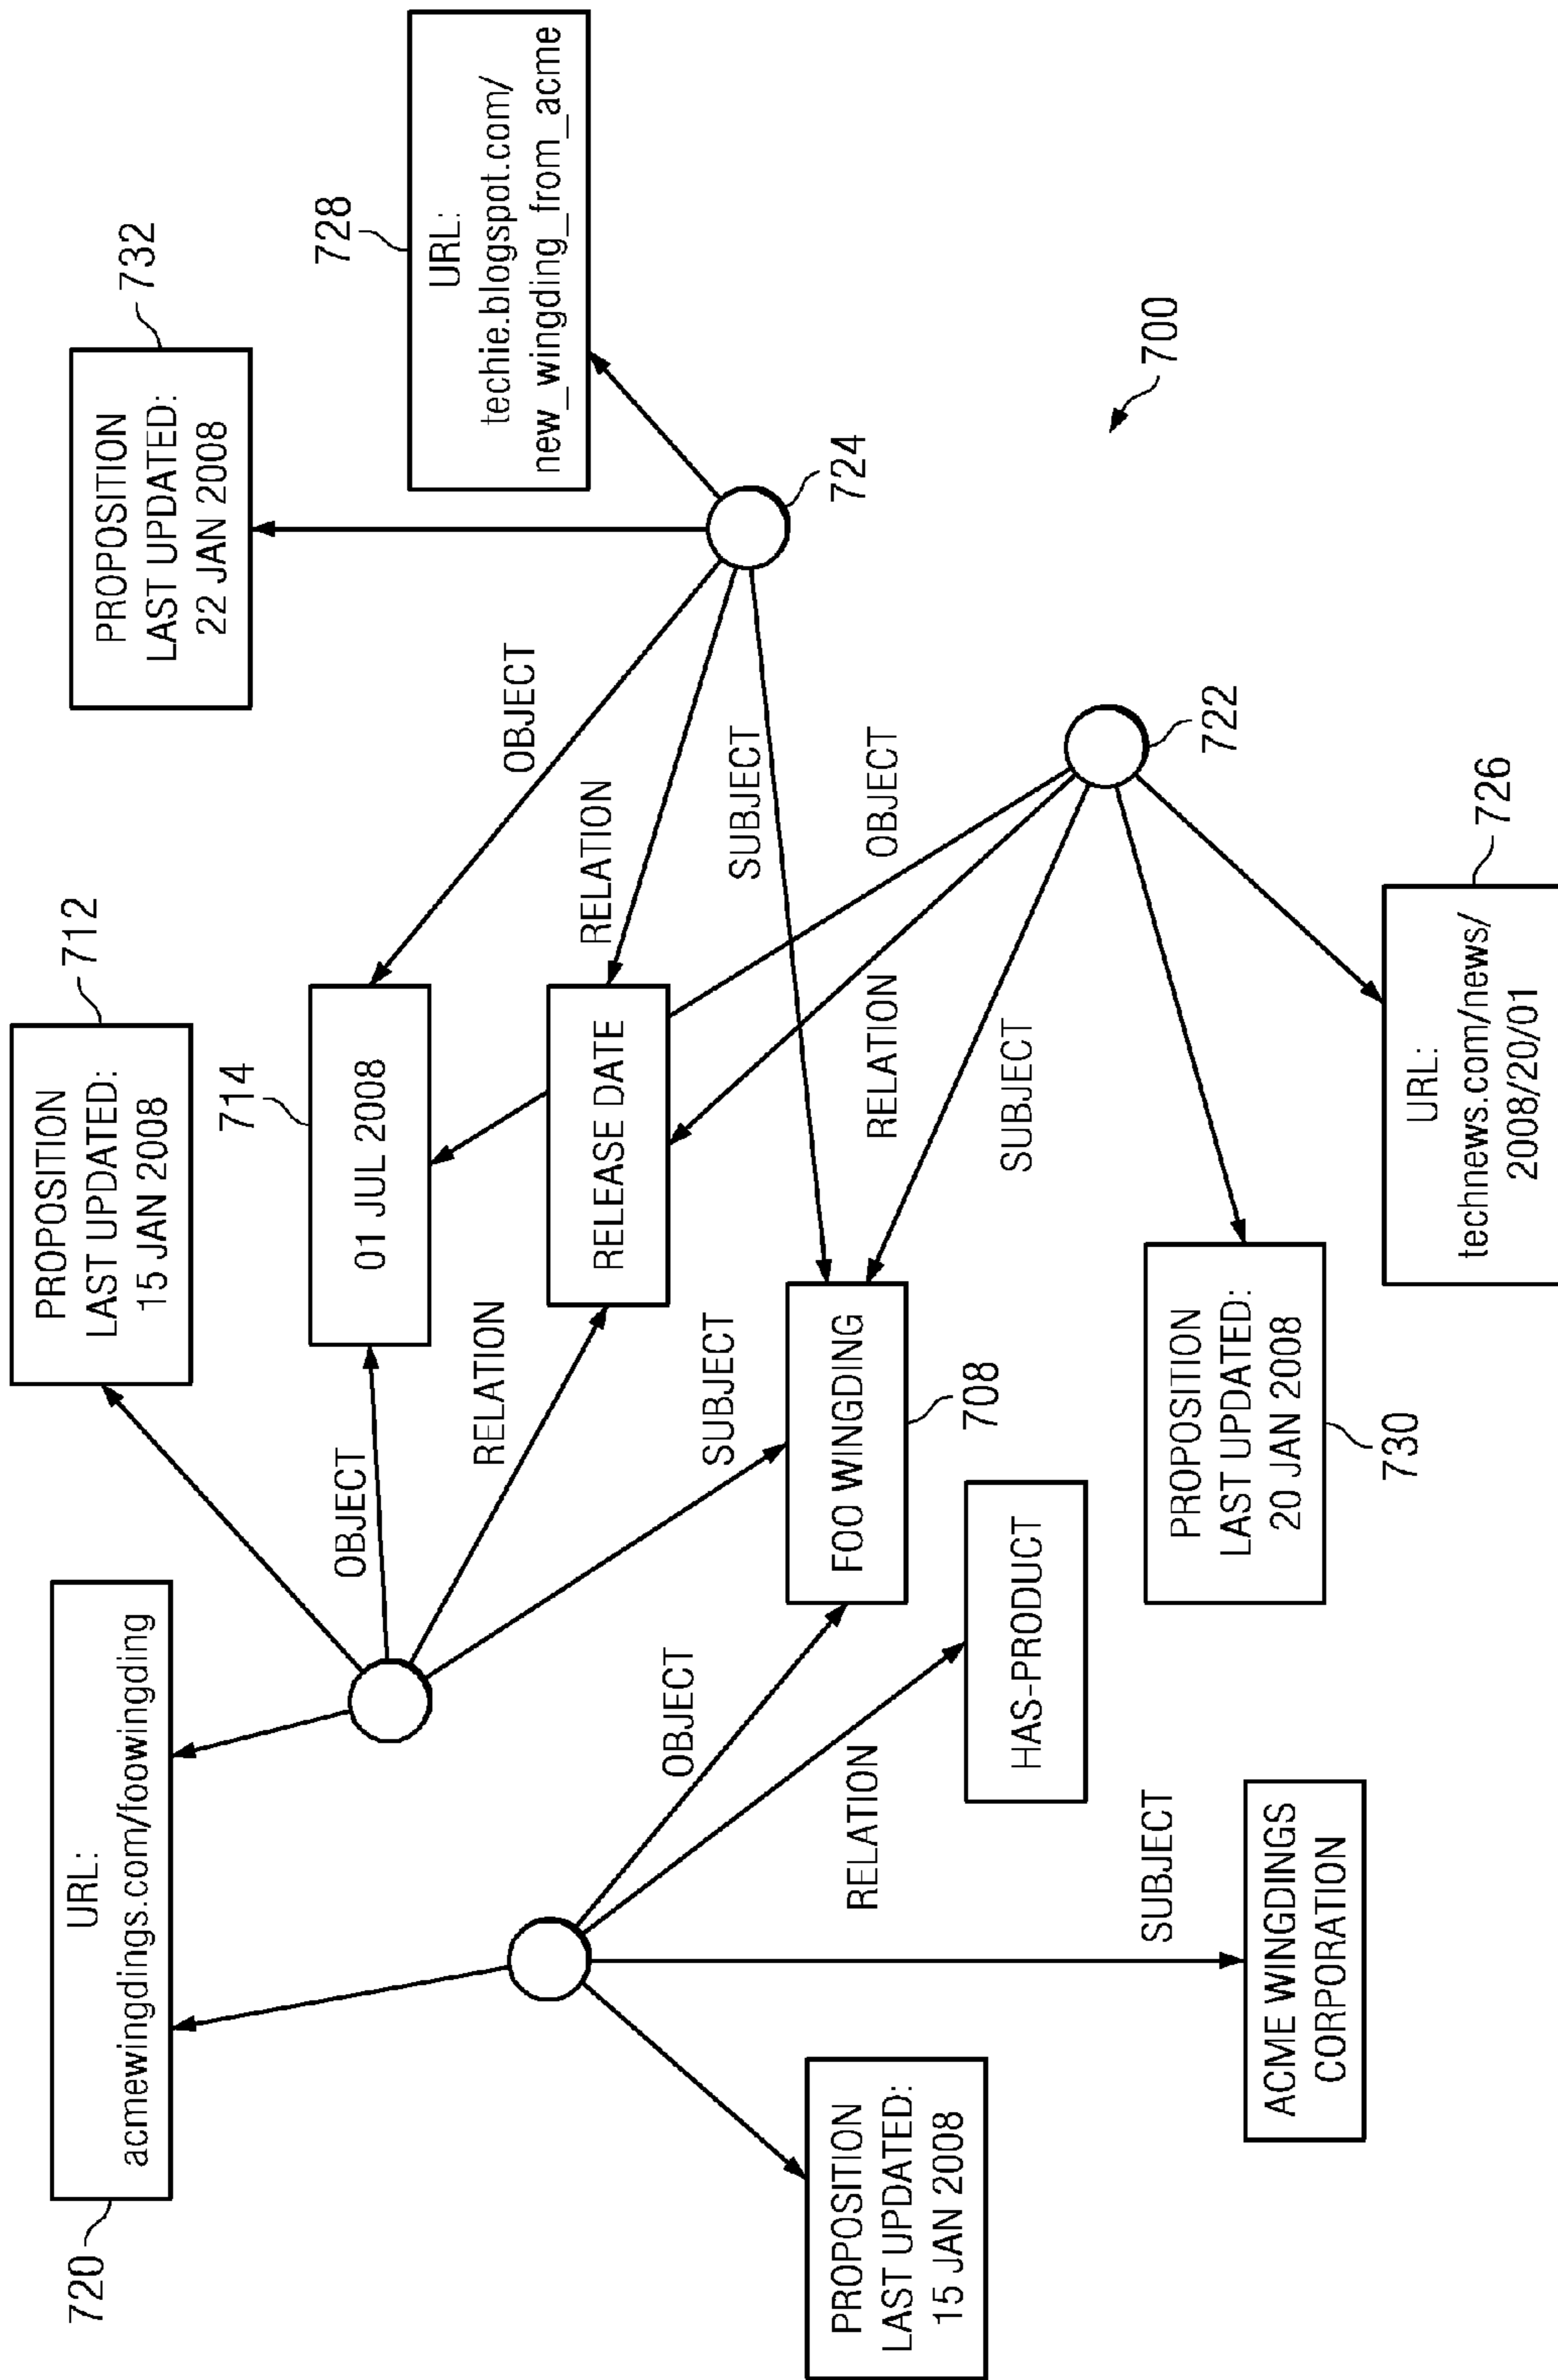 720
URL:
acmewingdings.com/foowingding
PROPOSITION
LAST UPDATED:
15 JAN 2008
712
714
01 JUL 2008
PROPOSITION
LAST UPDATED:
22 JAN 2008
732
728
URL:
techie.blogspot.com/
new_wingding_from_acme
OBJECT
RELATION
SUBJECT
OBJECT
RELATION
SUBJECT
RELEASE DATE
724
OBJECT
RELATION
SUBJECT
FOO WINGDING
708
722
700
PROPOSITION
LAST UPDATED:
15 JAN 2008
OBJECT
RELATION
SUBJECT
HAS-PRODUCT
ACME WINGDINGS
CORPORATION
PROPOSITION
LAST UPDATED:
20 JAN 2008
730
726
URL:
technews.com/news/
2008/20/01